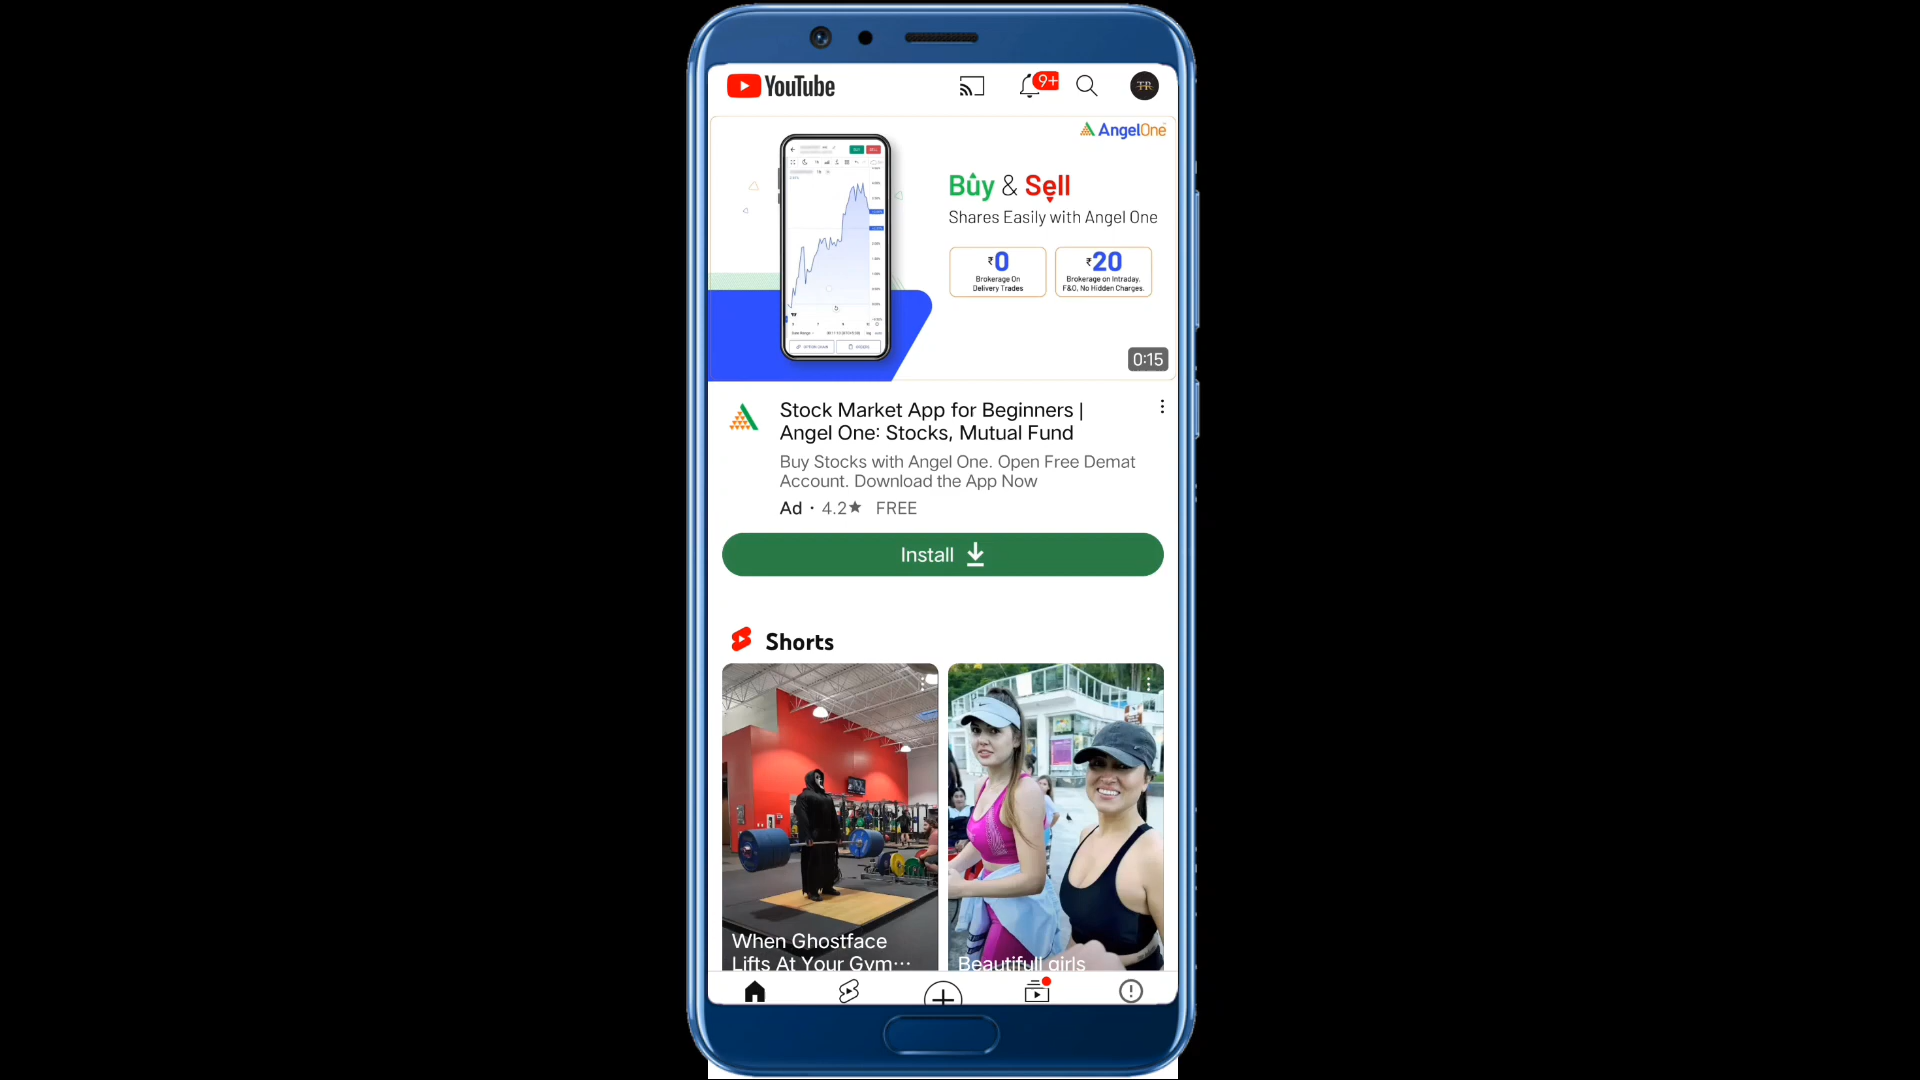 YouTube
9+
TR
AngelOne
Buy & Sell
Shares Easily with Angel One
₹0
Brokerage On
Delivery Trades
₹20
Brokerage on Intraday,
F&O, No Hidden Charges.
0:15
Stock Market App for Beginners |
Angel One: Stocks, Mutual Fund
Buy Stocks with Angel One. Open Free Demat
Account. Download the App Now
Ad · 4.2★ FREE
Install
Shorts
When Ghostface
Lifts At Your Gym…
Beautifull girls